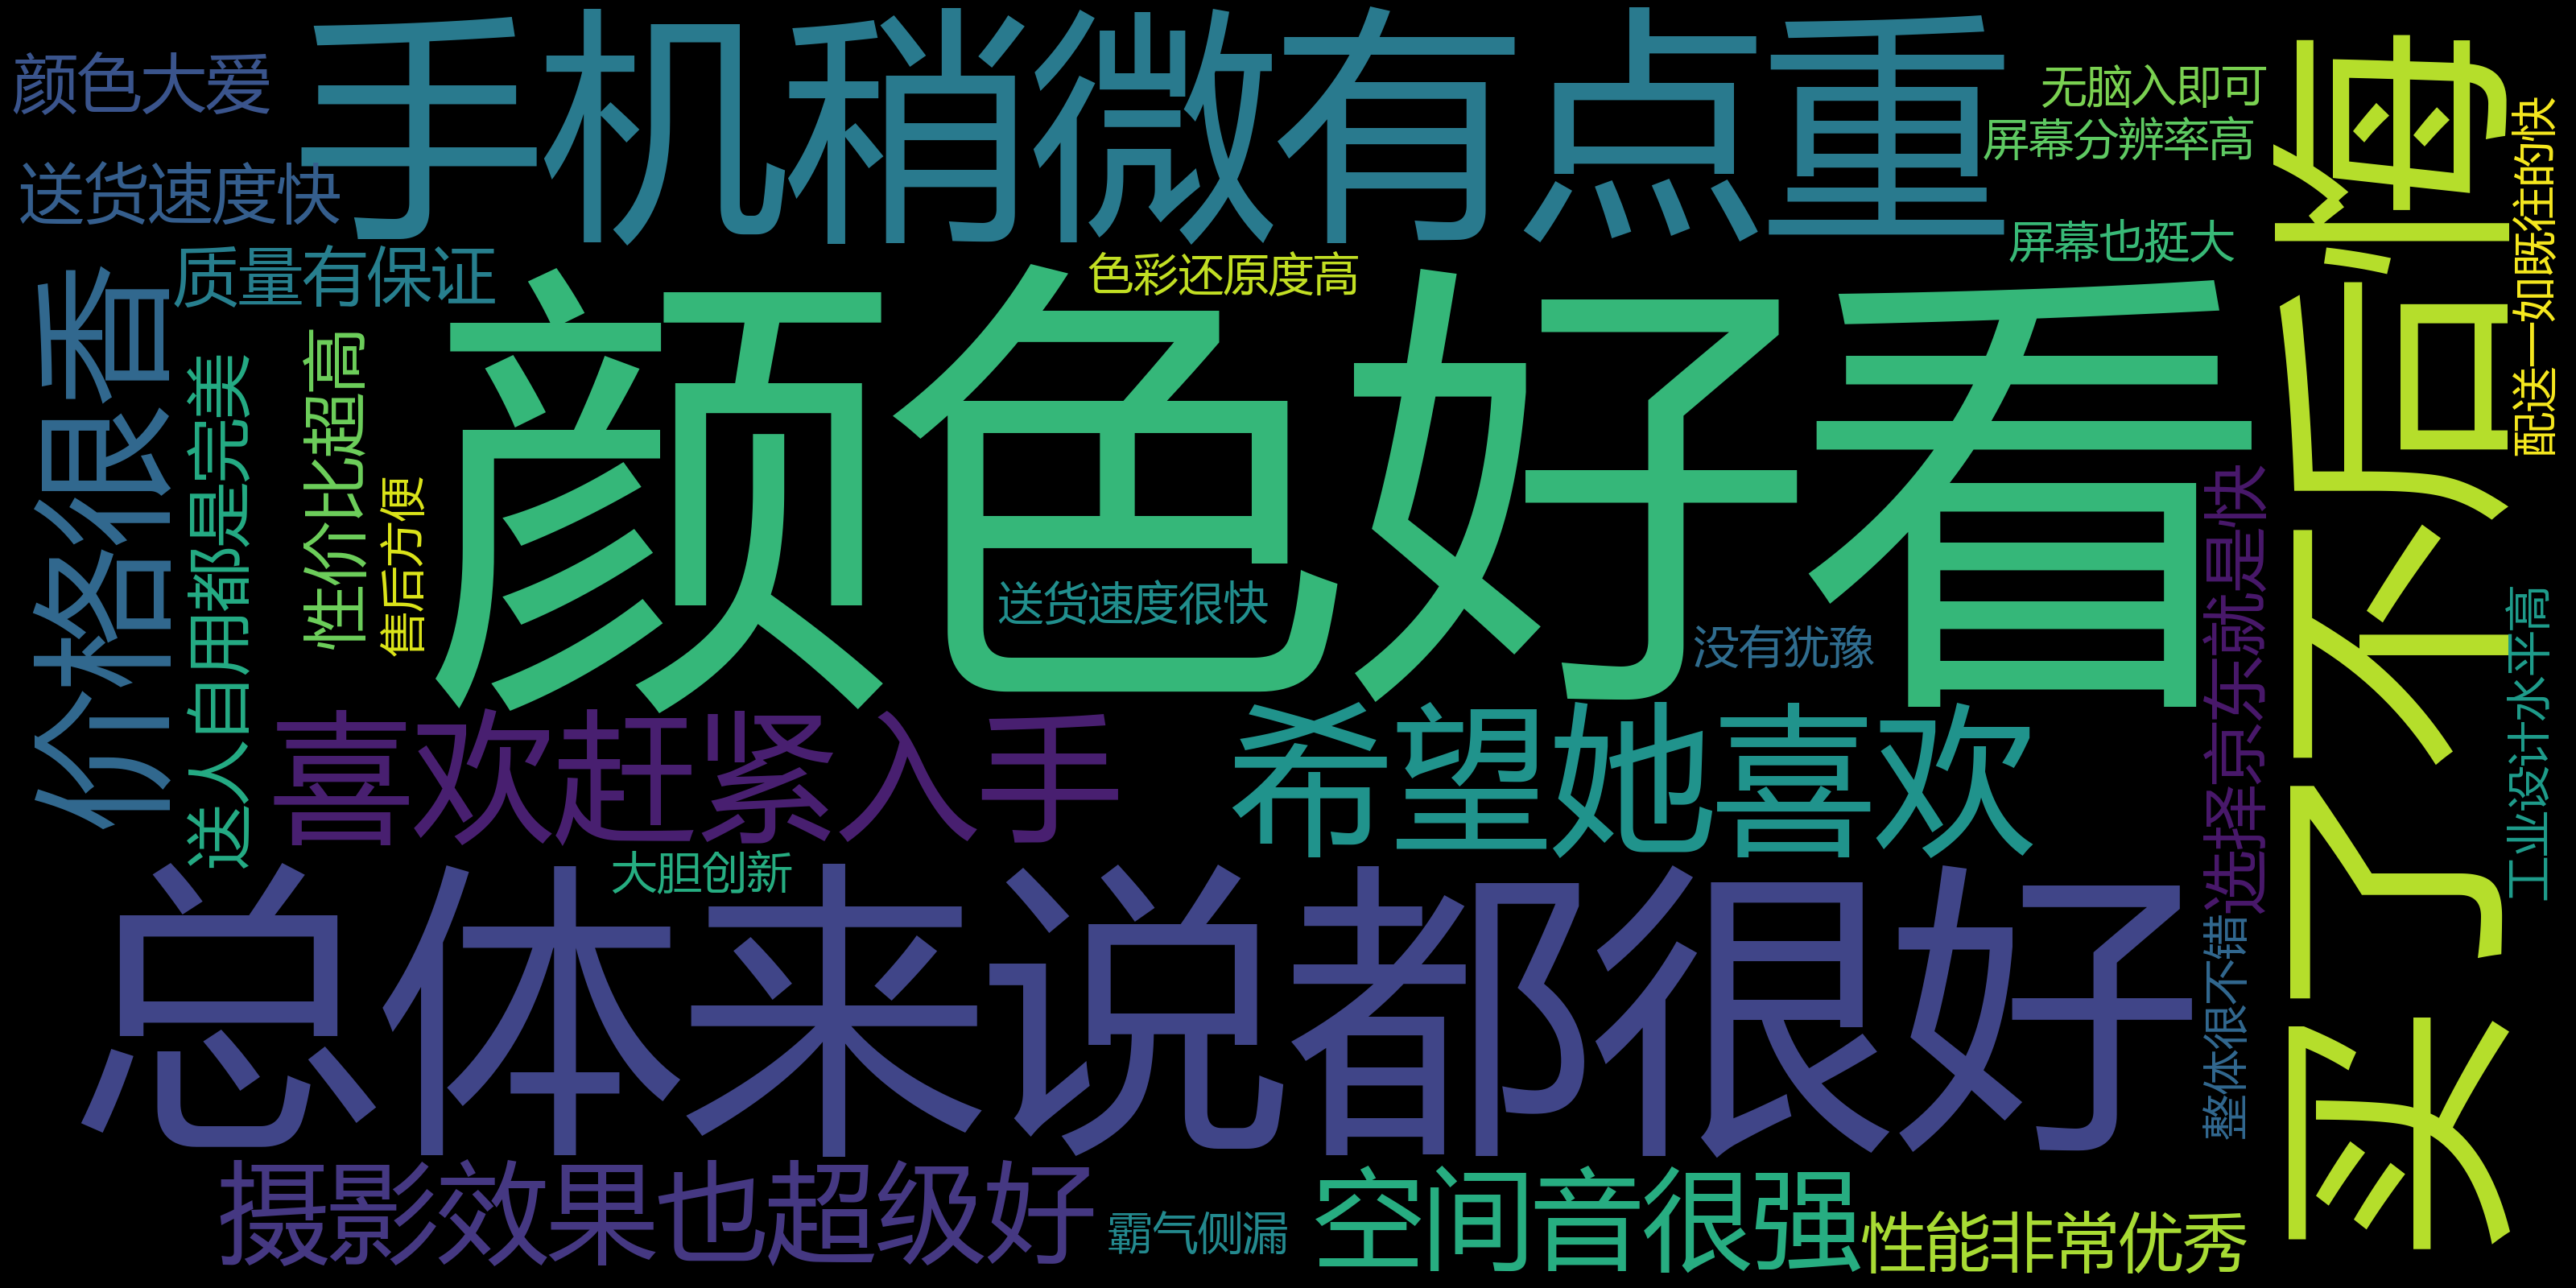 颜色大爱
手机稍微有点重
无脑入即可
屏幕分辨率高
送货速度快
屏幕也挺大
质量有保证
色彩还原度高
颜色好看
价格很香
送人自用都是完美
性价比超高
售后方便
送货速度很快
没有犹豫
喜欢赶紧入手
希望她喜欢
大胆创新
总体来说都很好
摄影效果也超级好
霸气侧漏
空间音很强
性能非常优秀
选择京东就是快
整体很不错
买了不后悔
配送一如既往的快
工业设计水平高